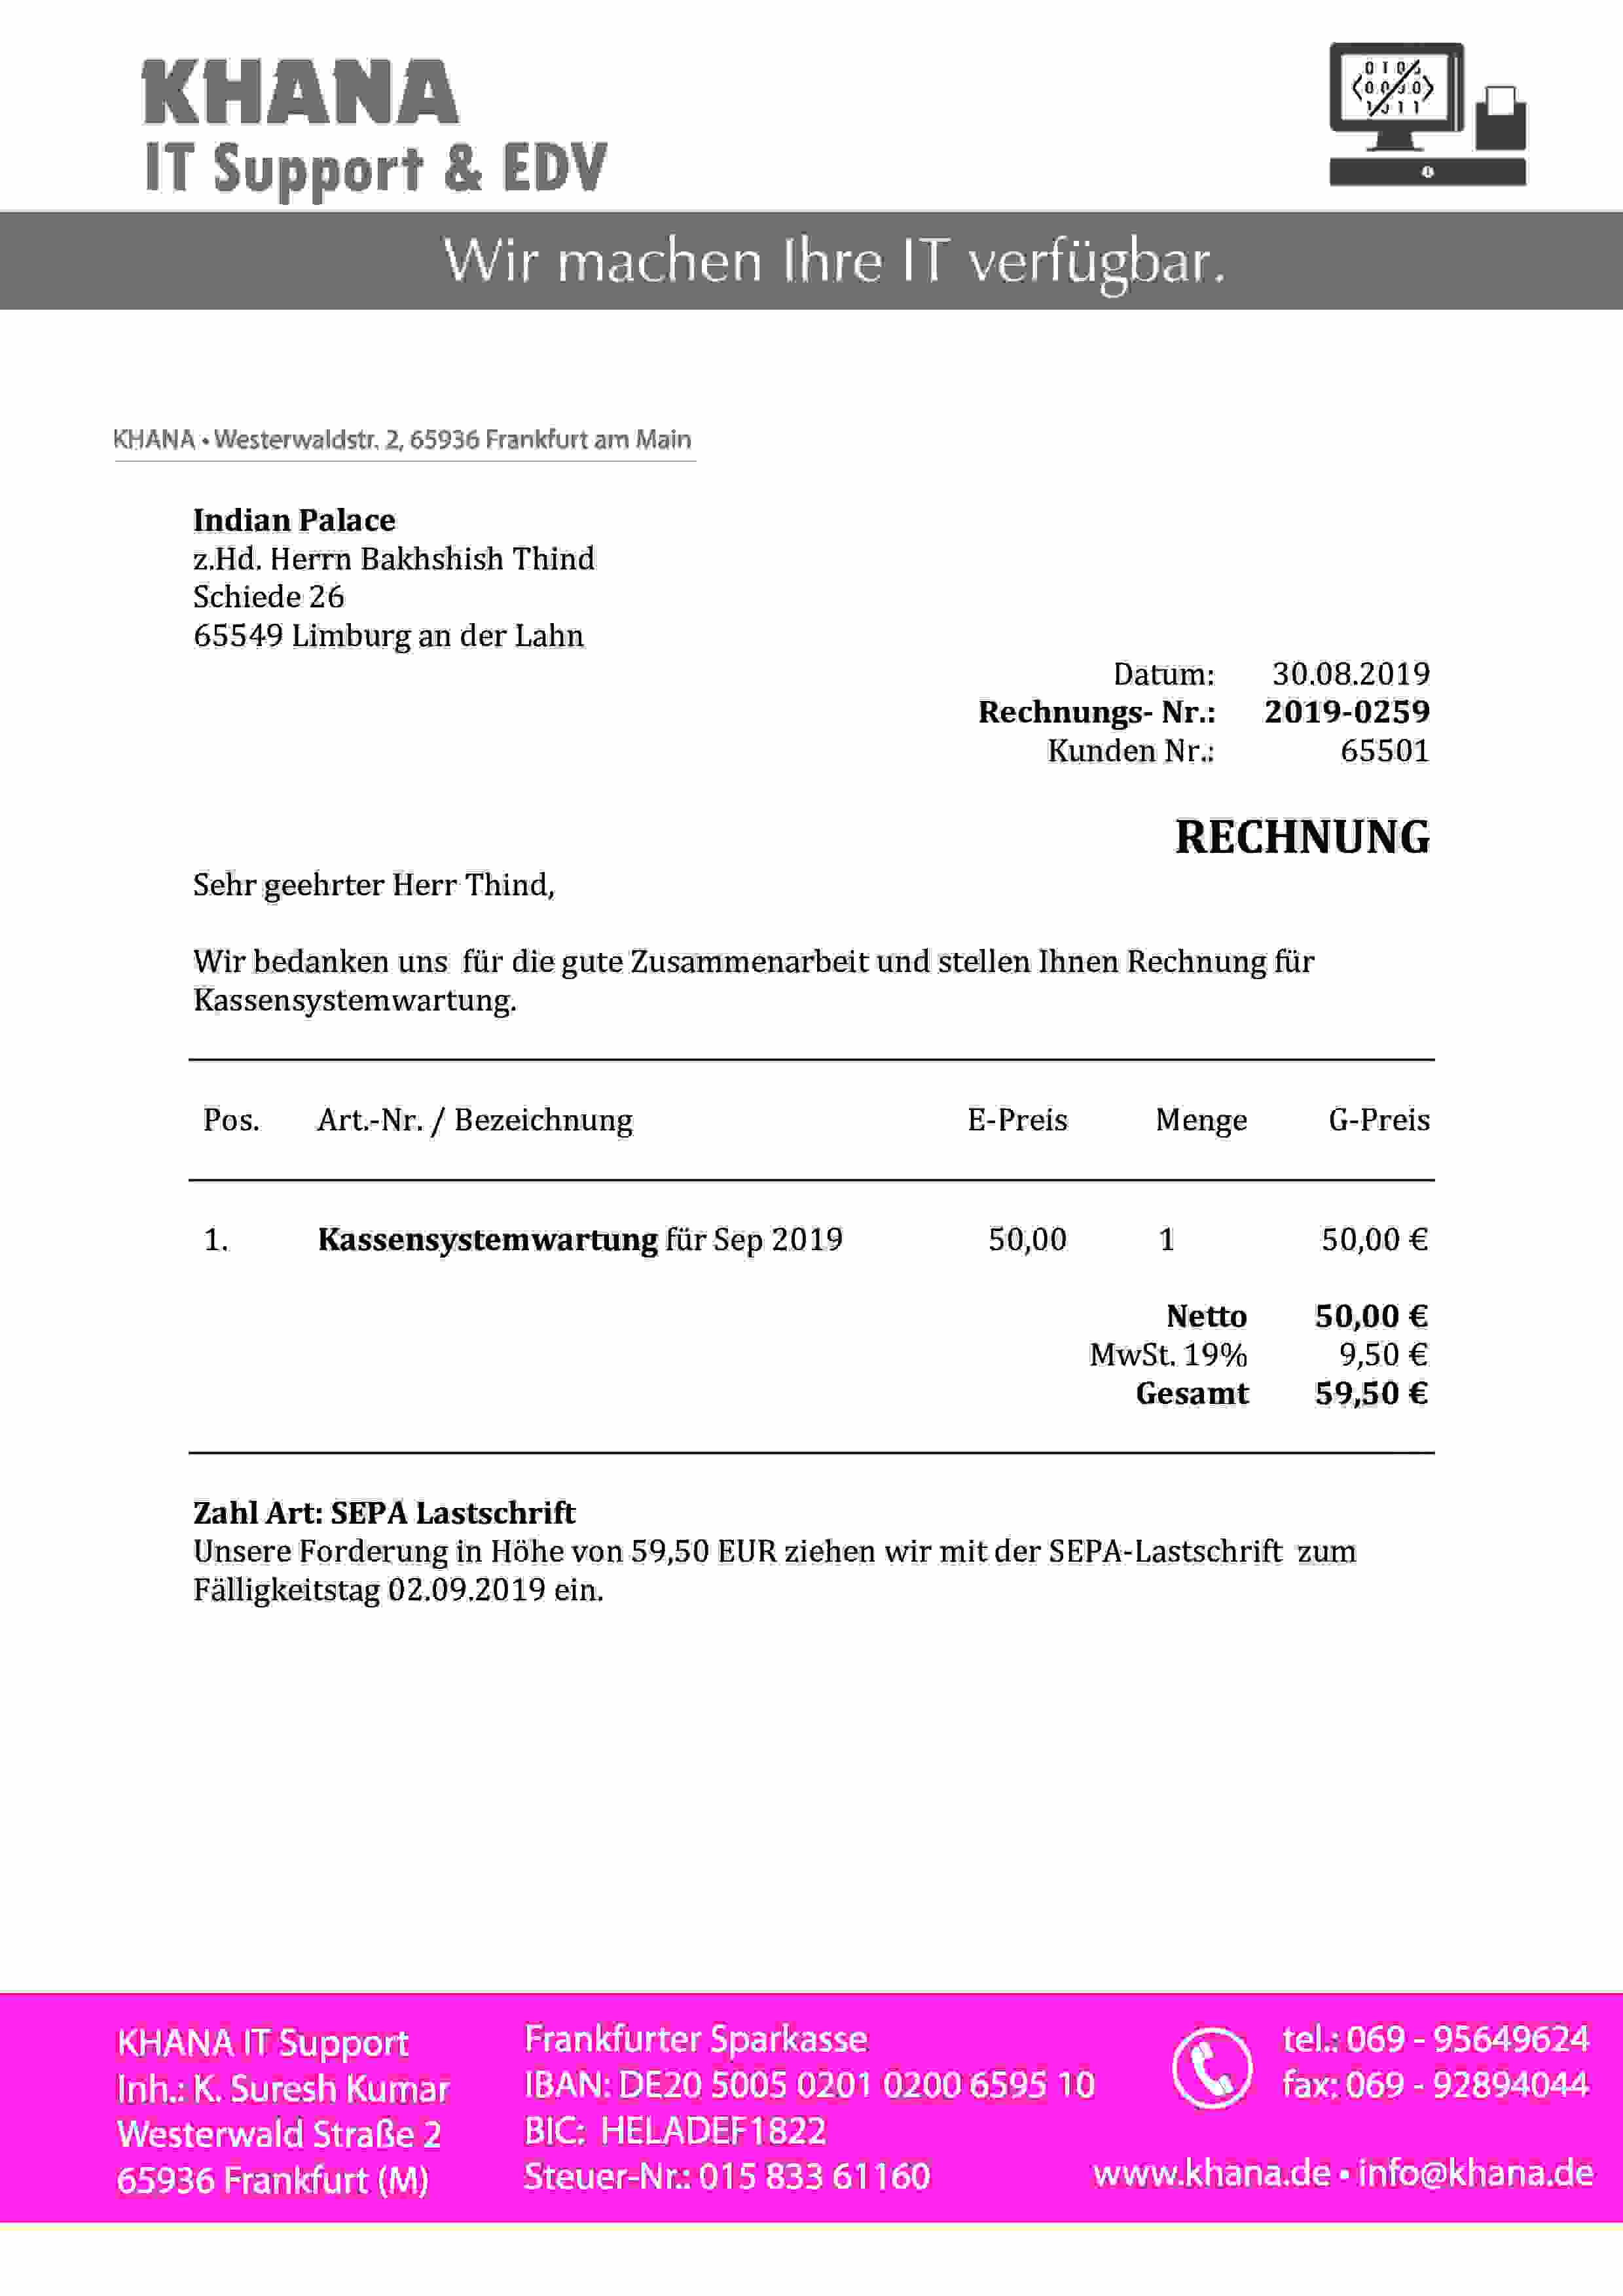 KHANA
IT Support & EDV
Wir machen Ihre IT verfügbar.
KHANA • Westerwaldstr. 2, 65936 Frankfurt am Main
Indian Palace
z.Hd. Herrn Bakhshish Thind
Schiede 26
65549 Limburg an der Lahn
Datum: 30.08.2019
Rechnungs- Nr.: 2019-0259
Kunden Nr.: 65501
RECHNUNG
Sehr geehrter Herr Thind,
Wir bedanken uns für die gute Zusammenarbeit und stellen Ihnen Rechnung für
Kassensystemwartung.
Pos. Art.-Nr. / Bezeichnung E-Preis Menge G-Preis
1. Kassensystemwartung für Sep 2019 50,00 1 50,00 €
Netto 50,00 €
MwSt. 19% 9,50 €
Gesamt 59,50 €
Zahl Art: SEPA Lastschrift
Unsere Forderung in Höhe von 59,50 EUR ziehen wir mit der SEPA-Lastschrift zum
Fälligkeitstag 02.09.2019 ein.
KHANA IT Support
Inh.: K. Suresh Kumar
Westerwald Straße 2
65936 Frankfurt (M)
Frankfurter Sparkasse
IBAN: DE20 5005 0201 0200 6595 10
BIC: HELADEF1822
Steuer-Nr.: 015 833 61160
tel.: 069 - 95649624
fax: 069 - 92894044
www.khana.de • info@khana.de